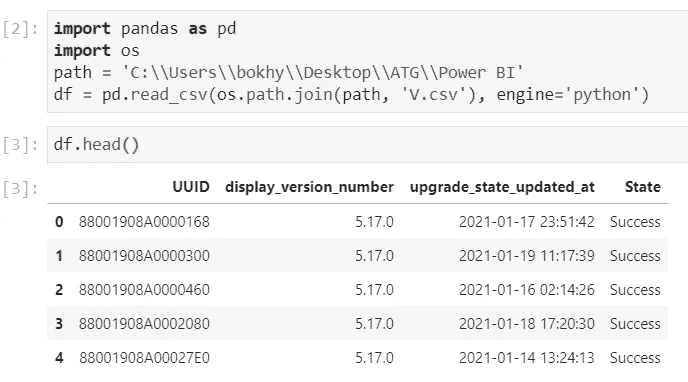 [2]: import pandas as pd
import os
path = 'C:\\Users\\bokhy\\Desktop\\ATG\\Power BI'
df = pd.read_csv(os.path.join(path, 'V.csv'), engine='python')
[3]: df.head()
[3]: UUID display_version_number upgrade_state_updated_at State
0 88001908A0000168 5.17.0 2021-01-17 23:51:42 Success
1 88001908A0000300 5.17.0 2021-01-19 11:17:39 Success
2 88001908A0000460 5.17.0 2021-01-16 02:14:26 Success
3 88001908A0002080 5.17.0 2021-01-18 17:20:30 Success
4 88001908A00027E0 5.17.0 2021-01-14 13:24:13 Success